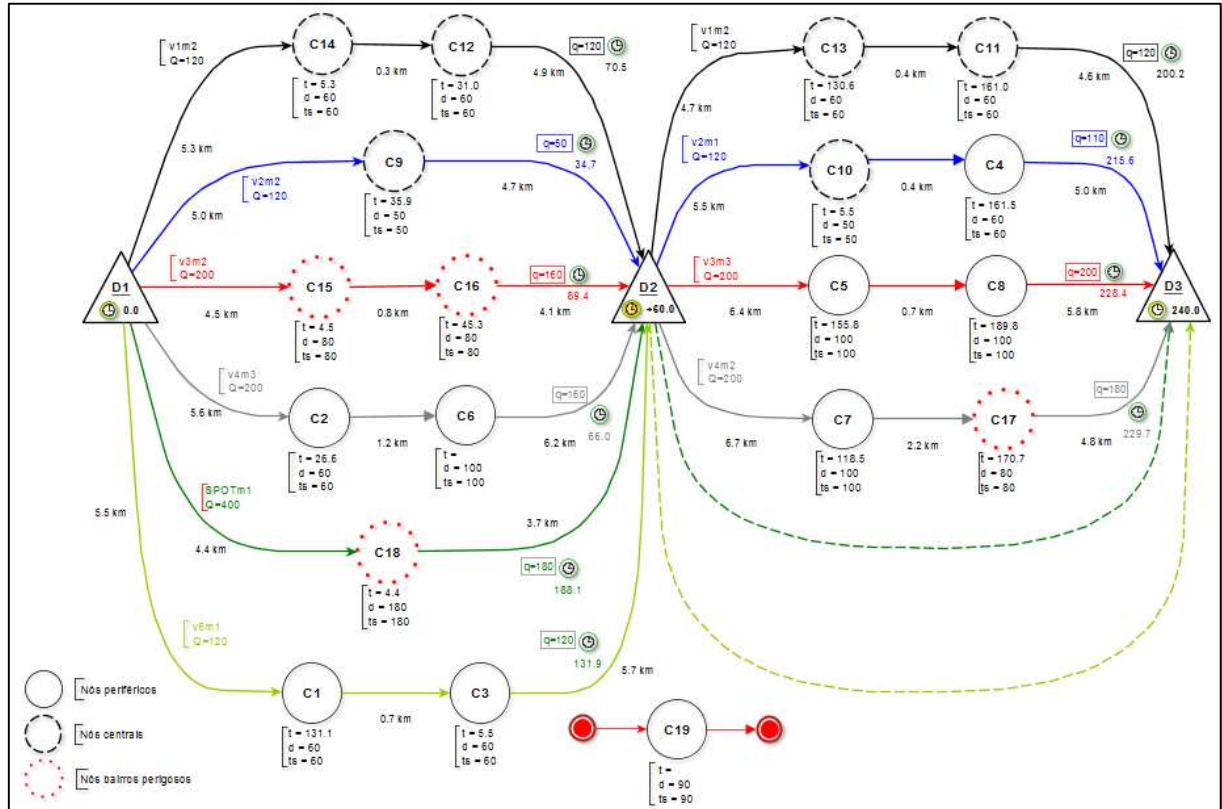 v1m2
Q=120
C14
C12
0.3 km
4.9 km
q=120
70.5
t = 5.3
d = 60
ts = 60
t = 31.0
d = 60
ts = 60
5.3 km
v2m2
Q=120
C9
5.0 km
4.7 km
q=50
34.7
t = 35.9
d = 50
ts = 50
v3m2
Q=200
C15
C16
4.5 km
0.8 km
4.1 km
q=160
89.4
t = 4.5
d = 80
ts = 80
t = 45.3
d = 80
ts = 80
D1
0.0
D2
+60.0
v4m3
Q=200
C2
C6
5.6 km
1.2 km
6.2 km
q=160
66.0
t = 26.6
d = 60
ts = 60
t =
d = 100
ts = 100
SPOTm1
Q=400
C18
4.4 km
3.7 km
q=180
188.1
t = 4.4
d = 180
ts = 180
5.5 km
v6m1
Q=120
C1
C3
0.7 km
5.7 km
q=120
131.9
t = 131.1
d = 60
ts = 60
t = 5.5
d = 60
ts = 60
v1m2
Q=120
C13
C11
4.7 km
0.4 km
4.6 km
q=120
200.2
t = 130.6
d = 60
ts = 60
t = 161.0
d = 60
ts = 60
v2m1
Q=120
C10
C4
5.5 km
0.4 km
5.0 km
q=110
215.6
t = 5.5
d = 50
ts = 50
t = 161.5
d = 60
ts = 60
v3m3
Q=200
C5
C8
6.4 km
0.7 km
5.8 km
q=200
228.4
t = 155.8
d = 100
ts = 100
t = 189.8
d = 100
ts = 100
D3
240.0
v4m2
Q=200
C7
C17
6.7 km
2.2 km
4.8 km
q=180
229.7
t = 118.5
d = 100
ts = 100
t = 170.7
d = 80
ts = 80
C19
t =
d = 90
ts = 90
Nós periféricos
Nós centrais
Nós bairros perigosos